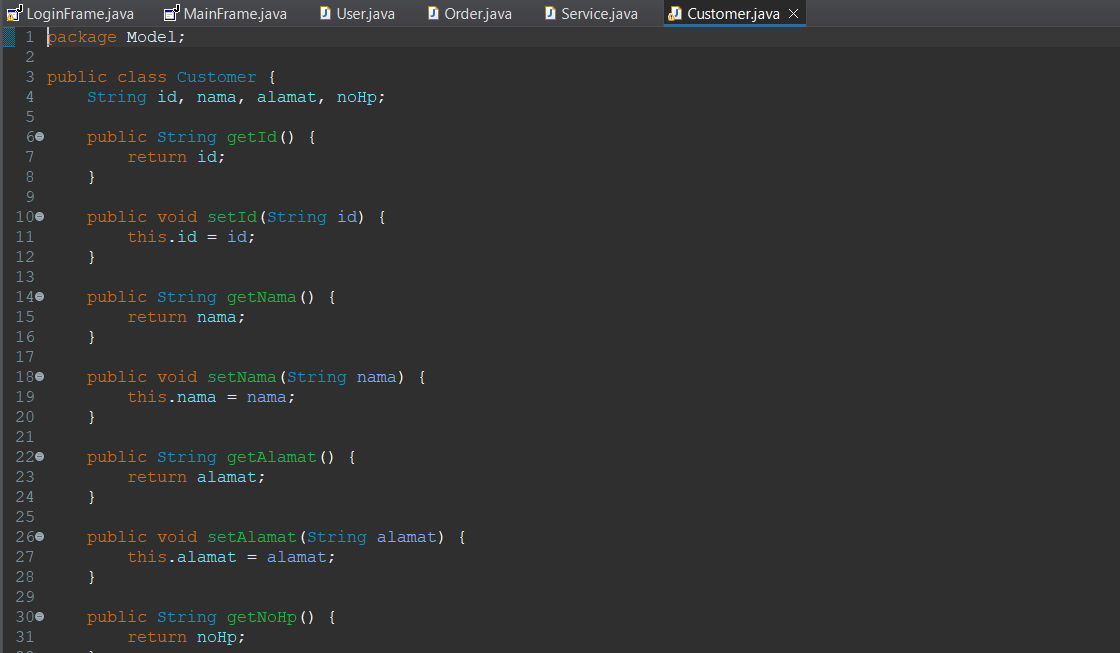 LoginFrame.java MainFrame.java User.java Order.java Service.java Customer.java
1 package Model;
2
3 public class Customer {
4 String id, nama, alamat, noHp;
5
6 public String getId() {
7 return id;
8 }
9
10 public void setId(String id) {
11 this.id = id;
12 }
13
14 public String getNama() {
15 return nama;
16 }
17
18 public void setNama(String nama) {
19 this.nama = nama;
20 }
21
22 public String getAlamat() {
23 return alamat;
24 }
25
26 public void setAlamat(String alamat) {
27 this.alamat = alamat;
28 }
29
30 public String getNoHp() {
31 return noHp;